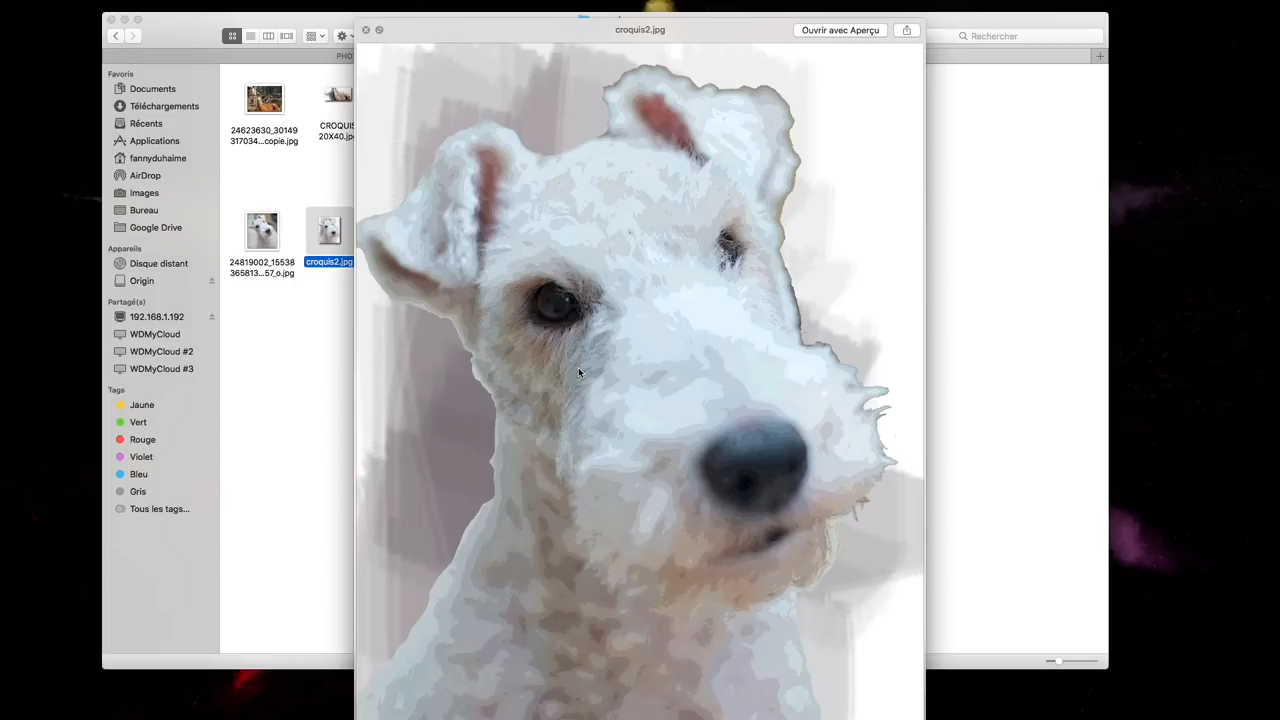 croquis2.jpg
Ouvrir avec Aperçu
Rechercher
PHO
Favoris
Documents
Téléchargements
Récents
Applications
fannyduhaime
AirDrop
Images
Bureau
Google Drive
Appareils
Disque distant
Origin
Partagé(s)
192.168.1.192
WDMyCloud
WDMyCloud #2
WDMyCloud #3
Tags
Jaune
Vert
Rouge
Violet
Bleu
Gris
Tous les tags...
24623630_30149
317034...copie.jpg
CROQUIS
20X40.jp
24819002_15538
365813...57_o.jpg
croquis2.jpg